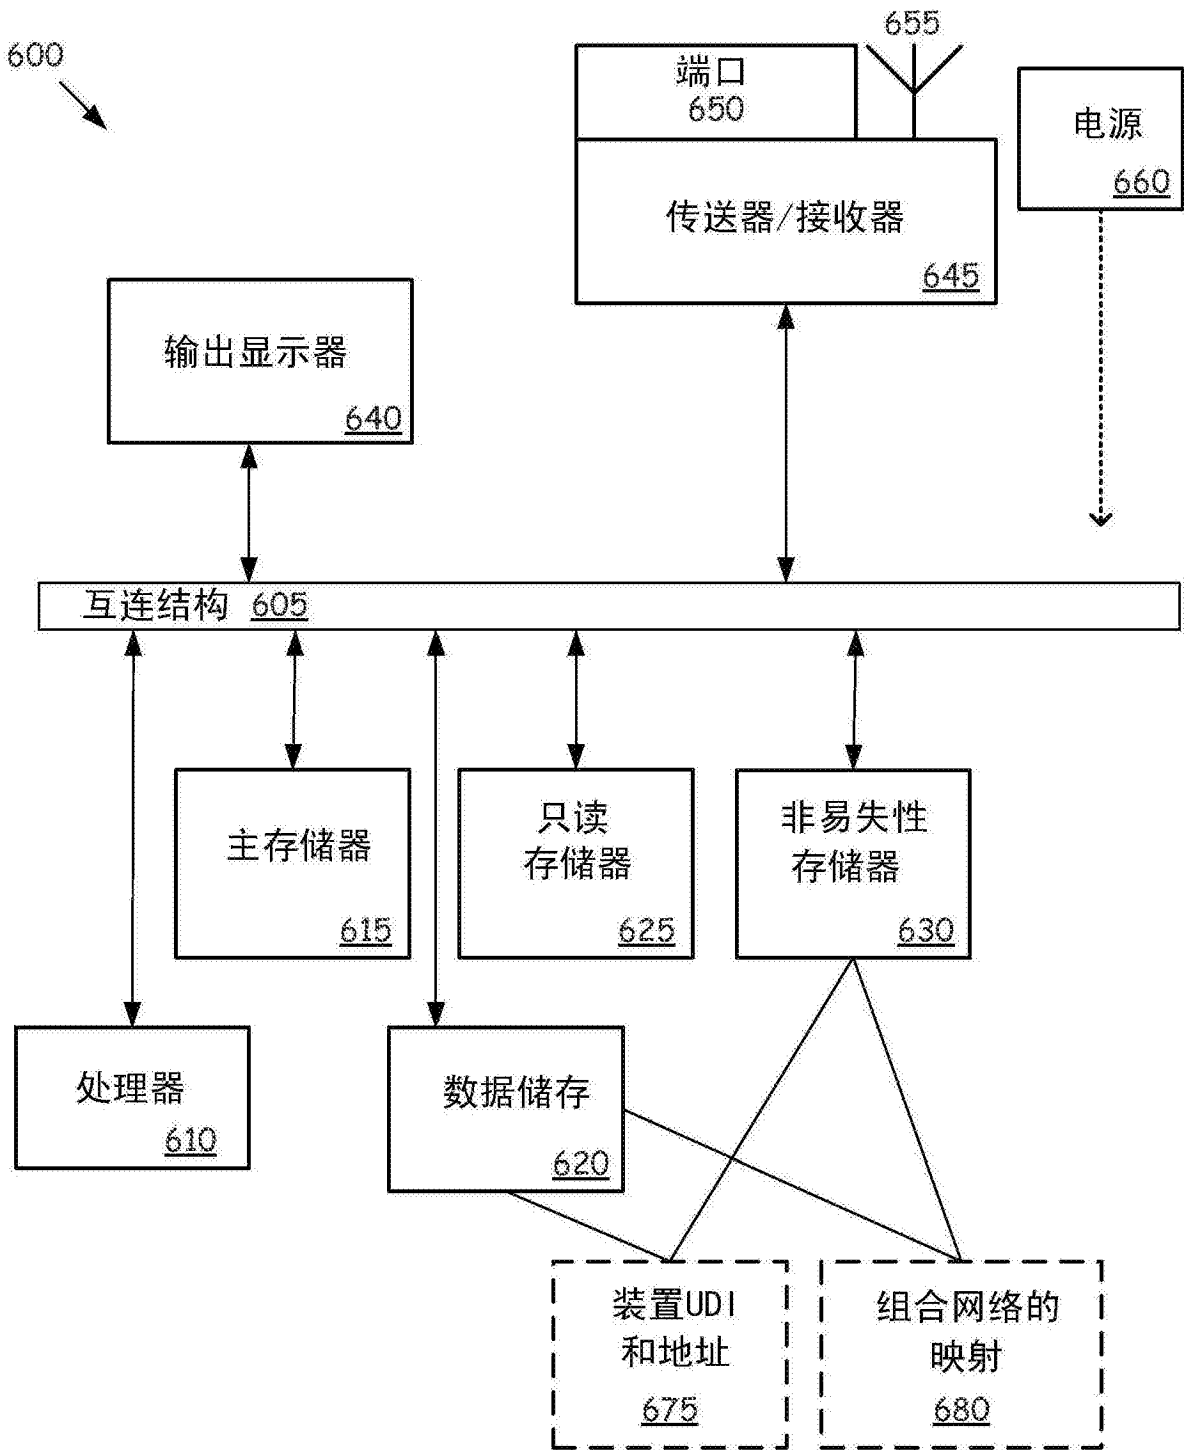 600
655
端口
650
电源
660
传送器/接收器
645
输出显示器
640
互连结构 605
主存储器
615
只读
存储器
625
非易失性
存储器
630
处理器
610
数据储存
620
装置UDI
和地址
675
组合网络的
映射
680